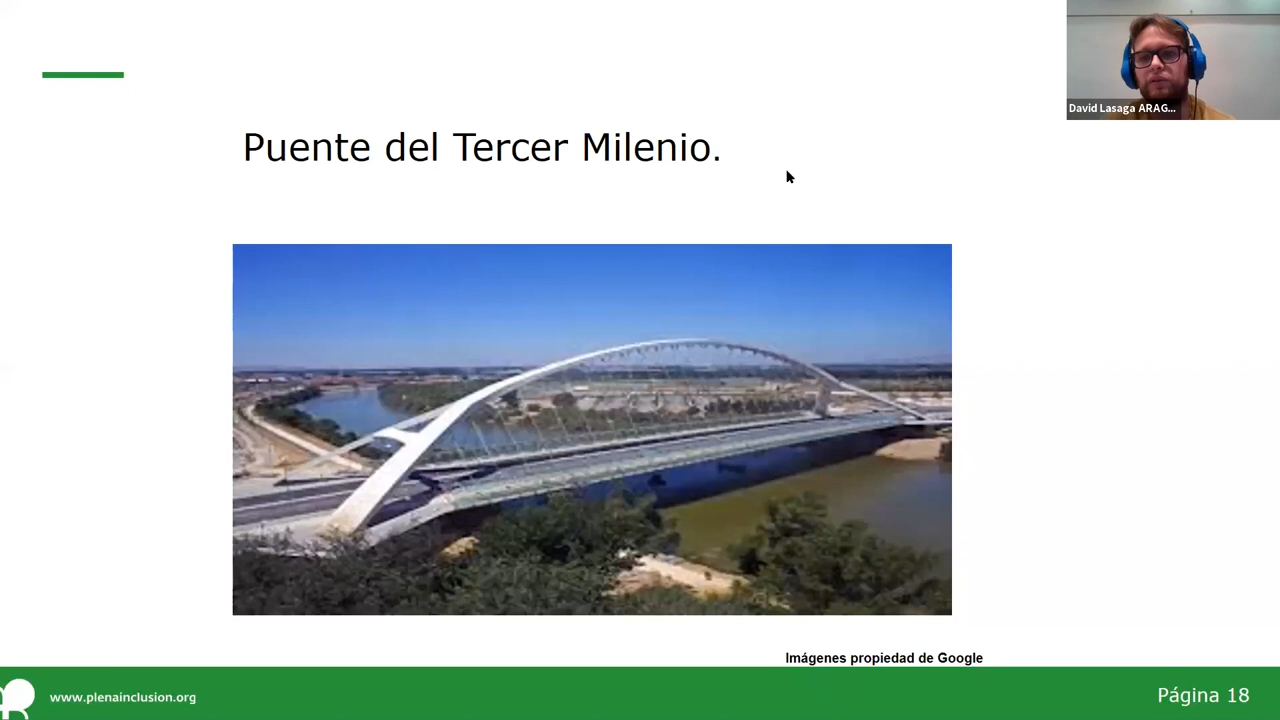 David Lasaga ARAG...
Puente del Tercer Milenio.
Imágenes propiedad de Google
www.plenainclusion.org
Página 18